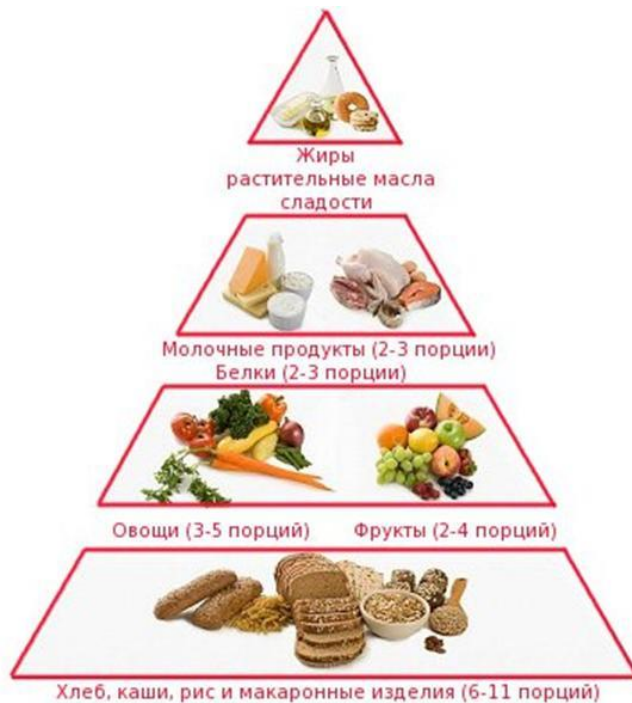 Жиры
растительные масла
сладости
Молочные продукты (2-3 порции)
Белки (2-3 порции)
Овощи (3-5 порций)
Фрукты (2-4 порций)
Хлеб, каши, рис и макаронные изделия (6-11 порций)